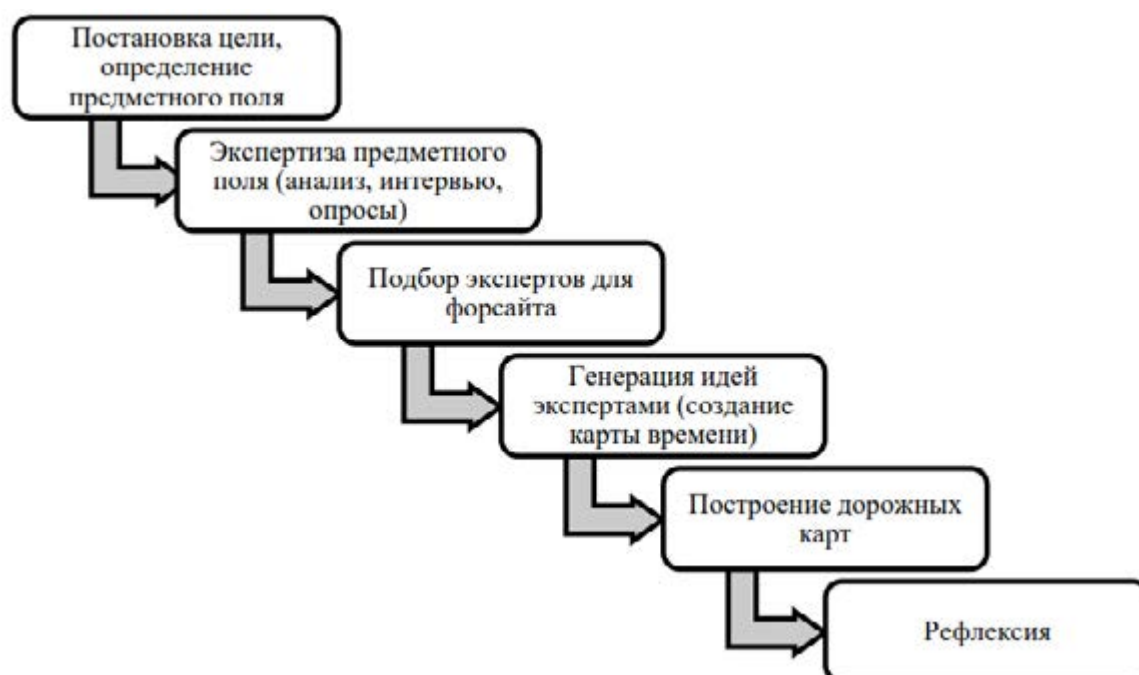 Постановка цели,
определение
предметного поля
Экспертиза предметного
поля (анализ, интервью,
опросы)
Подбор экспертов для
форсайта
Генерация идей
экспертами (создание
карты времени)
Построение дорожных
карт
Рефлексия